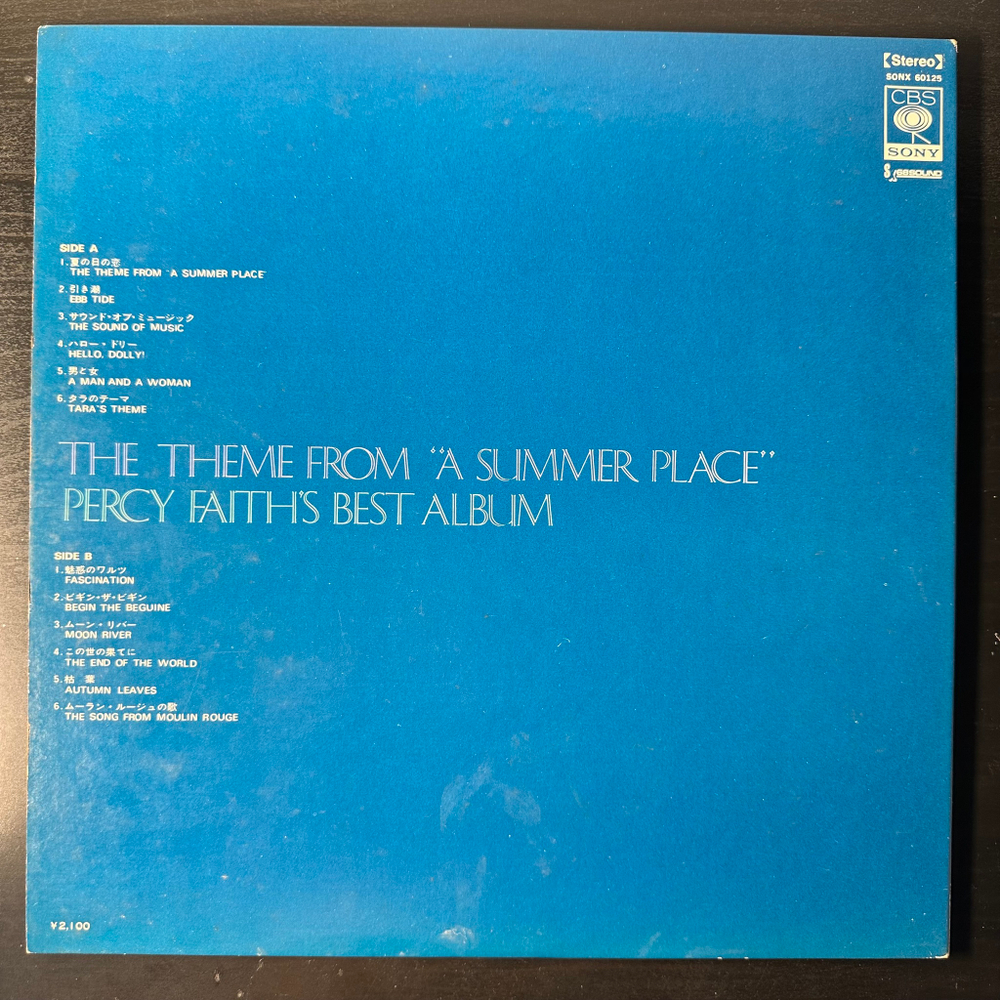 【Stereo】
SONX 60125
CBS
SONY
SIDE A
1.夏の日の恋
THE THEME FROM "A SUMMER PLACE"
2.引き潮
EBB TIDE
3.サウンド・オブ・ミュージック
THE SOUND OF MUSIC
4.ハロー・ドリー
HELLO, DOLLY!
5.男と女
A MAN AND A WOMAN
6.タラのテーマ
TARA'S THEME
THE THEME FROM "A SUMMER PLACE"
PERCY FAITH'S BEST ALBUM
SIDE B
1.魅惑のワルツ
FASCINATION
2.ビギン・ザ・ビギン
BEGIN THE BEGUINE
3.ムーン・リバー
MOON RIVER
4.この世の果てに
THE END OF THE WORLD
5.枯 葉
AUTUMN LEAVES
6.ムーラン・ルージュの歌
THE SONG FROM MOULIN ROUGE
¥2,100